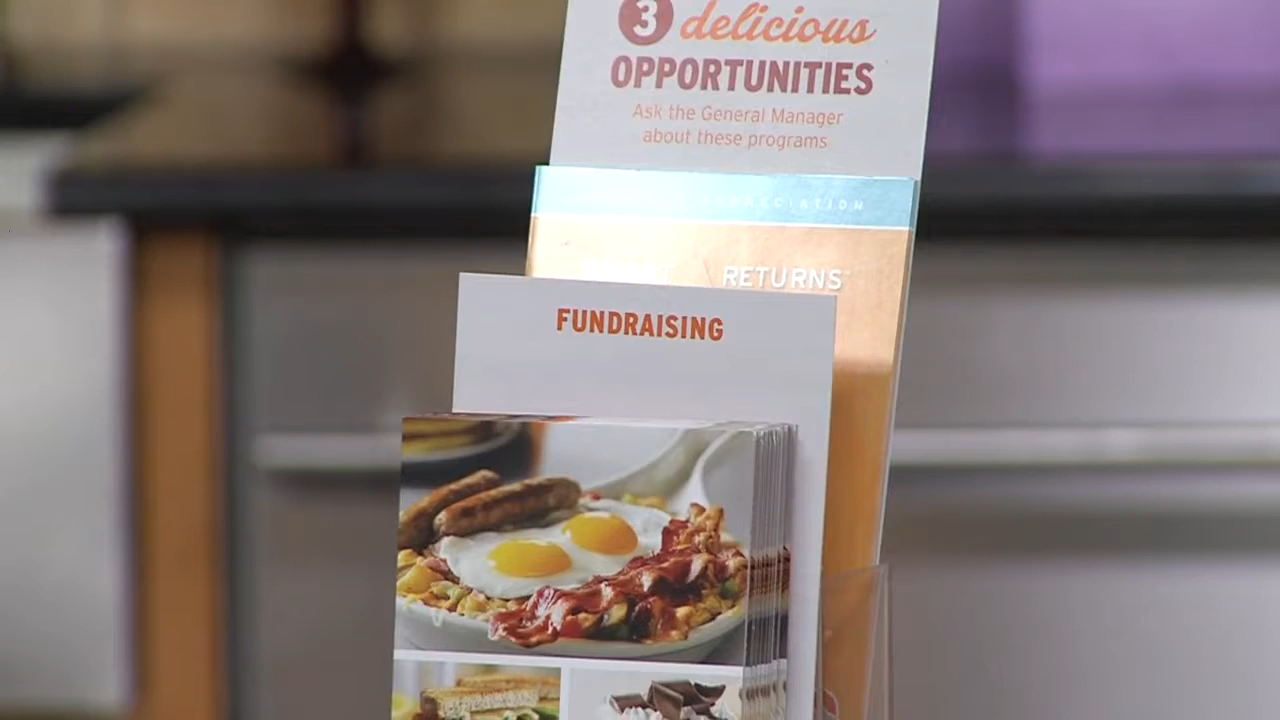 3 delicious
OPPORTUNITIES
Ask the General Manager
about these programs
RETURNS
FUNDRAISING